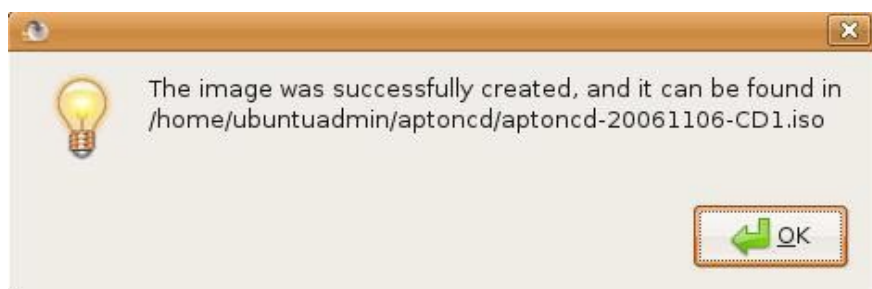 The image was successfully created, and it can be found in
/home/ubuntuadmin/aptoncd/aptoncd-20061106-CD1.iso
OK